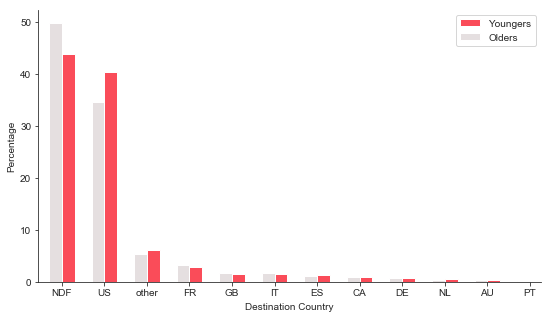 Youngers
Olders
Percentage
50
40
30
20
10
0
NDF US other FR GB IT ES CA DE NL AU PT
Destination Country